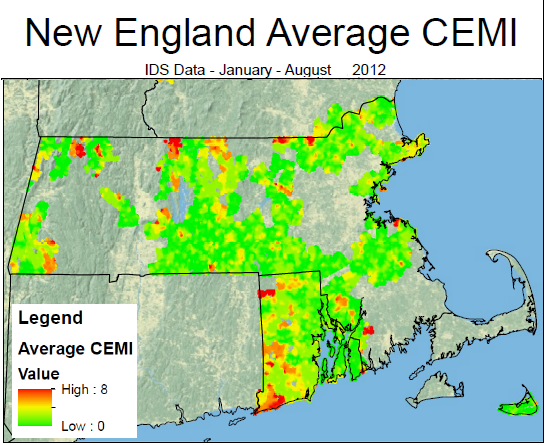 New England Average CEMI
IDS Data - January - August 2012
Legend
Average CEMI
Value
High : 8
Low : 0